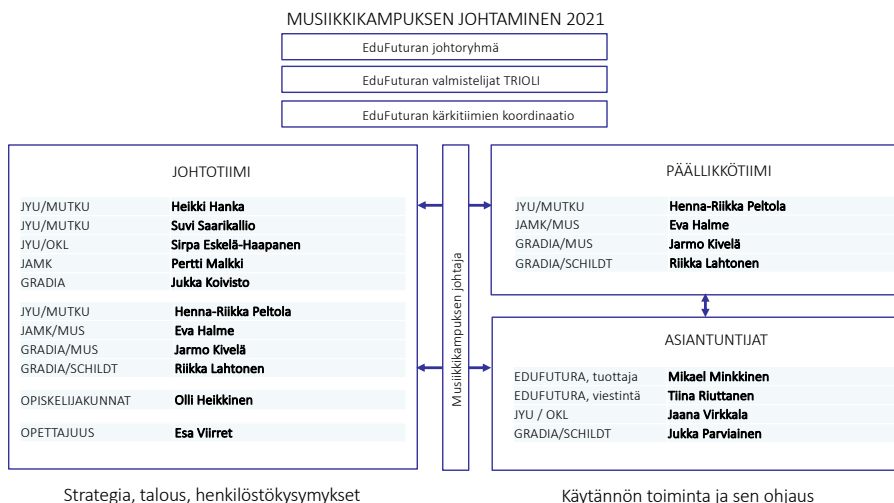 MUSIIKKIKAMPUKSEN JOHTAMINEN 2021
EduFuturan johtoryhmä
EduFuturan valmistelijat TRIOLI
EduFuturan kärkitiimien koordinaatio
JOHTOTIIMI
JYU/MUTKU Heikki Hanka
JYU/MUTKU Suvi Saarikallio
JYU/OKL Sirpa Eskelä-Haapanen
JAMK Pertti Malkki
GRADIA Jukka Koivisto
JYU/MUTKU Henna-Riikka Peltola
JAMK/MUS Eva Halme
GRADIA/MUS Jarmo Kivelä
GRADIA/SCHILDT Riikka Lahtonen
OPISKELIJAKUNNAT Olli Heikkinen
OPETTAJUUS Esa Viirret
Strategia, talous, henkilöstökysymykset
Musiikkikampuksen johtaja
PÄÄLLIKKÖTIIMI
JYU/MUTKU Henna-Riikka Peltola
JAMK/MUS Eva Halme
GRADIA/MUS Jarmo Kivelä
GRADIA/SCHILDT Riikka Lahtonen
ASIANTUNTIJAT
EDUFUTURA, tuottaja Mikael Minkkinen
EDUFUTURA, viestintä Tiina Riuttanen
JYU / OKL Jaana Virkkala
GRADIA/SCHILDT Jukka Parviainen
Käytännön toiminta ja sen ohjaus